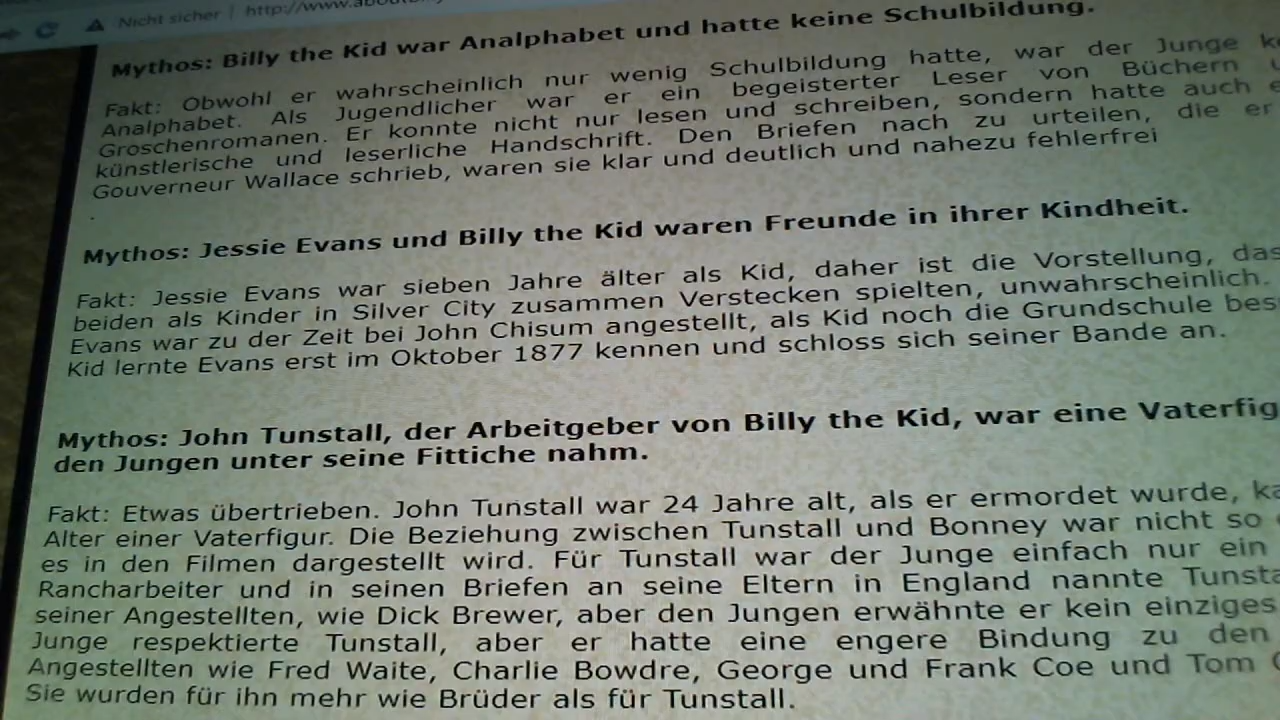 Nicht sicher | http://www.
Mythos: Billy the Kid war Analphabet und hatte keine Schulbildung.
Fakt: Obwohl er wahrscheinlich nur wenig Schulbildung hatte, war der Junge
Analphabet. Als Jugendlicher war er ein begeisterter Leser von Büchern
Groschenromanen. Er konnte nicht nur lesen und schreiben, sondern hatte auch
künstlerische und leserliche Handschrift. Den Briefen nach zu urteilen, die er
Gouverneur Wallace schrieb, waren sie klar und deutlich und nahezu fehlerfrei
.
Mythos: Jessie Evans und Billy the Kid waren Freunde in ihrer Kindheit.
Fakt: Jessie Evans war sieben Jahre älter als Kid, daher ist die Vorstellung,
beiden als Kinder in Silver City zusammen Verstecken spielten, unwahrscheinlich.
Evans war zu der Zeit bei John Chisum angestellt, als Kid noch die Grundschule
Kid lernte Evans erst im Oktober 1877 kennen und schloss sich seiner Bande an.
Mythos: John Tunstall, der Arbeitgeber von Billy the Kid, war eine
den Jungen unter seine Fittiche nahm.
Fakt: Etwas übertrieben. John Tunstall war 24 Jahre alt, als er ermordet wurde,
Alter einer Vaterfigur. Die Beziehung zwischen Tunstall und Bonney war nicht so
es in den Filmen dargestellt wird. Für Tunstall war der Junge einfach nur ein
Rancharbeiter und in seinen Briefen an seine Eltern in England nannte
seiner Angestellten, wie Dick Brewer, aber den Jungen erwähnte er kein einziges
Junge respektierte Tunstall, aber er hatte eine engere Bindung zu den
Angestellten wie Fred Waite, Charlie Bowdre, George und Frank Coe und Tom
Sie wurden für ihn mehr wie Brüder als für Tunstall.